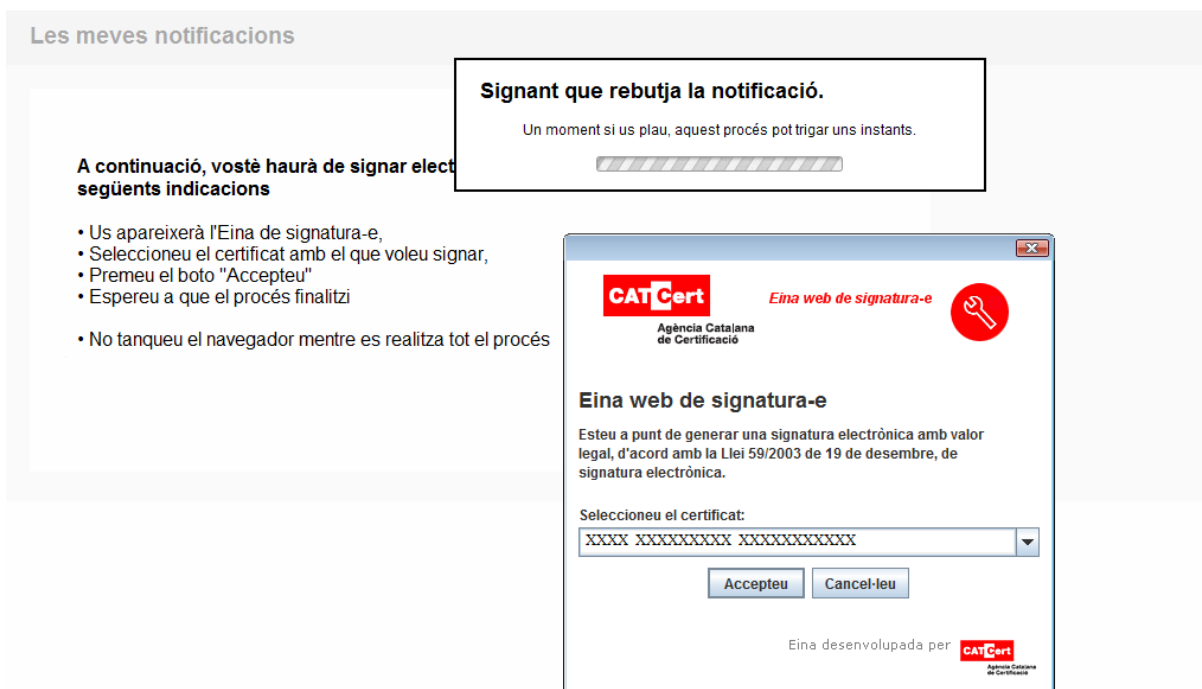 Les meves notificacions
Signant que rebutja la notificació.
Un moment si us plau, aquest procés pot trigar uns instants.
A continuació, vostè haurà de signar elect
següents indicacions
• Us apareixerà l'Eina de signatura-e,
• Seleccioneu el certificat amb el que voleu signar,
• Premeu el boto "Accepteu"
• Espereu a que el procés finalitzi
• No tanqueu el navegador mentre es realitza tot el procés
CATCert
Eina web de signatura-e
Agència Catalana
de Certificació
Eina web de signatura-e
Esteu a punt de generar una signatura electrònica amb valor
legal, d'acord amb la Llei 59/2003 de 19 de desembre, de
signatura electrònica.
Seleccioneu el certificat:
XXXX XXXXXXXXX XXXXXXXXXXX
Accepteu Cancel·leu
Eina desenvolupada per CATCert
Agència Catalana
de Certificació